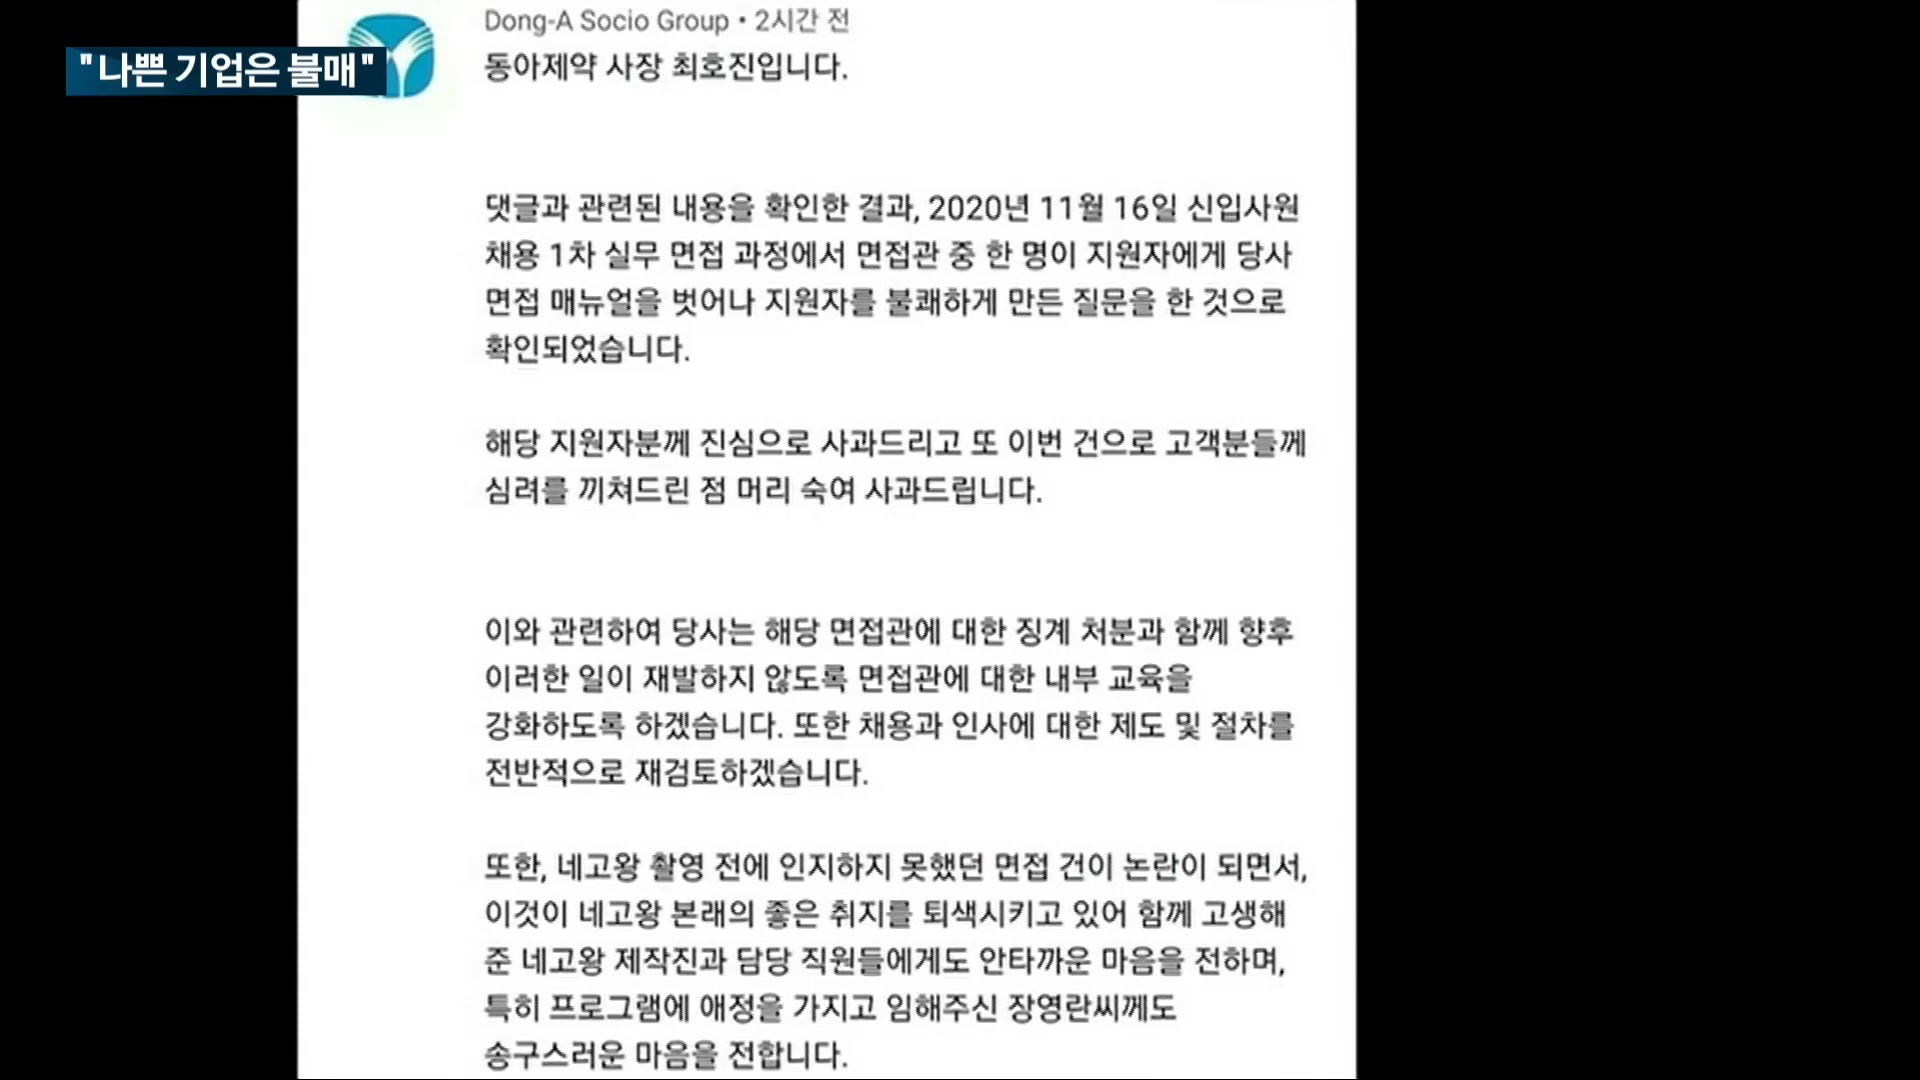 "나쁜 기업은 불매"
Dong-A Socio Group • 2시간 전
동아제약 사장 최호진입니다.
댓글과 관련된 내용을 확인한 결과, 2020년 11월 16일 신입사원
채용 1차 실무 면접 과정에서 면접관 중 한 명이 지원자에게 당사
면접 매뉴얼을 벗어나 지원자를 불쾌하게 만든 질문을 한 것으로
확인되었습니다.
해당 지원자분께 진심으로 사과드리고 또 이번 건으로 고객분들께
심려를 끼쳐드린 점 머리 숙여 사과드립니다.
이와 관련하여 당사는 해당 면접관에 대한 징계 처분과 함께 향후
이러한 일이 재발하지 않도록 면접관에 대한 내부 교육을
강화하도록 하겠습니다. 또한 채용과 인사에 대한 제도 및 절차를
전반적으로 재검토하겠습니다.
또한, 네고왕 촬영 전에 인지하지 못했던 면접 건이 논란이 되면서,
이것이 네고왕 본래의 좋은 취지를 퇴색시키고 있어 함께 고생해
준 네고왕 제작진과 담당 직원들에게도 안타까운 마음을 전하며,
특히 프로그램에 애정을 가지고 임해주신 장영란씨께도
송구스러운 마음을 전합니다.